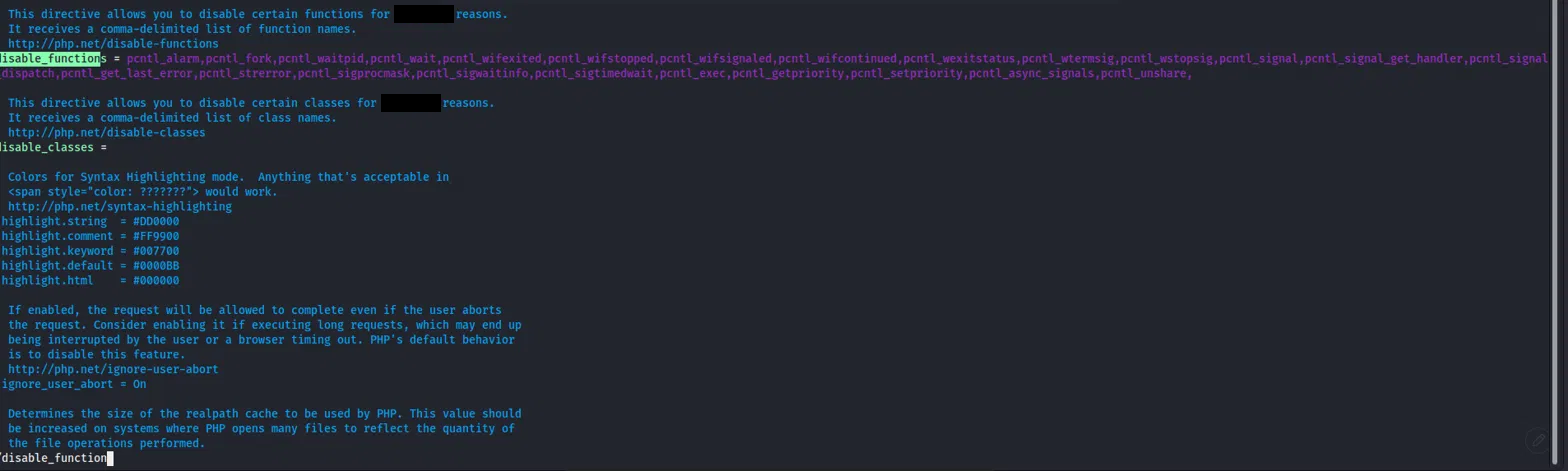 This directive allows you to disable certain functions for reasons.
It receives a comma-delimited list of function names.
http://php.net/disable-functions
disable_functions = pcntl_alarm,pcntl_fork,pcntl_waitpid,pcntl_wait,pcntl_wifexited,pcntl_wifstopped,pcntl_wifsignaled,pcntl_wifcontinued,pcntl_wexitstatus,pcntl_wtermsig,pcntl_wstopsig,pcntl_signal,pcntl_signal_get_handler,pcntl_signal
_dispatch,pcntl_get_last_error,pcntl_strerror,pcntl_sigprocmask,pcntl_sigwaitinfo,pcntl_sigtimedwait,pcntl_exec,pcntl_getpriority,pcntl_setpriority,pcntl_async_signals,pcntl_unshare,
This directive allows you to disable certain classes for reasons.
It receives a comma-delimited list of class names.
http://php.net/disable-classes
disable_classes =
Colors for Syntax Highlighting mode.  Anything that's acceptable in
<span style="color: ???????"> would work.
http://php.net/syntax-highlighting
highlight.string  = #DD0000
highlight.comment = #FF9900
highlight.keyword = #007700
highlight.default = #0000BB
highlight.html    = #000000
If enabled, the request will be allowed to complete even if the user aborts
the request. Consider enabling it if executing long requests, which may end up
being interrupted by the user or a browser timing out. PHP's default behavior
is to disable this feature.
http://php.net/ignore-user-abort
ignore_user_abort = On
Determines the size of the realpath cache to be used by PHP. This value should
be increased on systems where PHP opens many files to reflect the quantity of
the file operations performed.
/disable_function